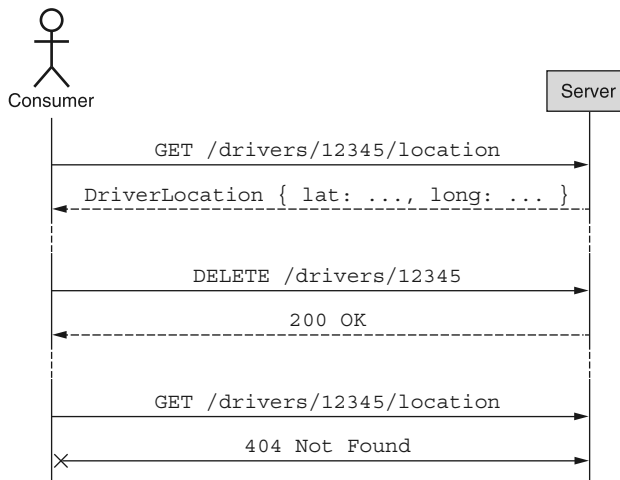 Consumer
Server
GET /drivers/12345/location
DriverLocation { lat: ..., long: ... }
DELETE /drivers/12345
200 OK
GET /drivers/12345/location
404 Not Found